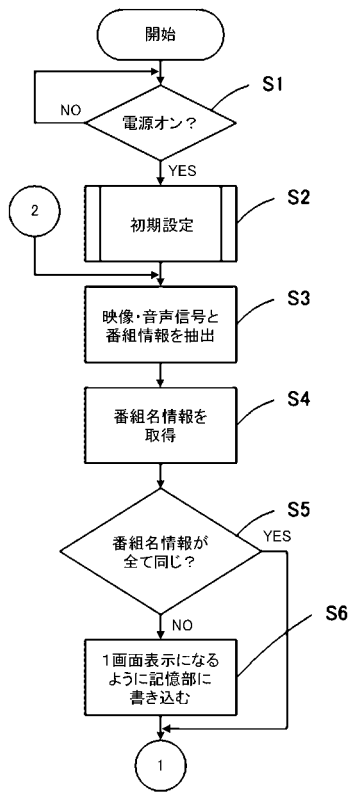 開始
S1
電源オン？
NO
YES
S2
2
初期設定
S3
映像・音声信号と
番組情報を抽出
S4
番組名情報を
取得
S5
YES
番組名情報が
全て同じ？
NO
S6
１画面表示になる
ように記憶部に
書き込む
1